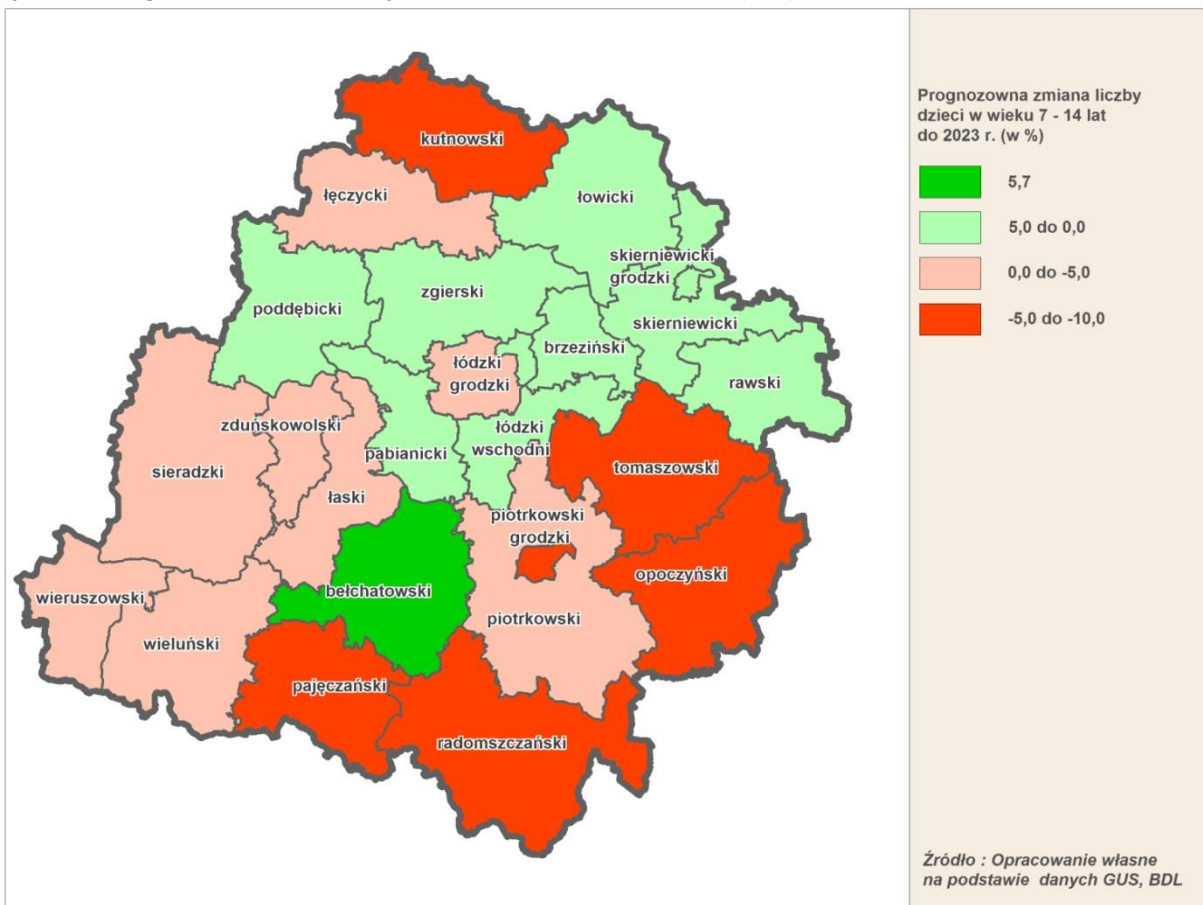 kutnowski
łęczycki
łowicki
skierniewicki
grodzki
zgierski
poddębicki
skierniewicki
brzeziński
łódzki
grodzki
rawski
zduńskowolski
łódzki
wschodni
pabianicki
sieradzki
tomaszowski
łaski
piotrkowski
grodzki
opoczyński
bełchatowski
wieruszowski
piotrkowski
wieluński
pajęczański
radomszczański
Prognozowna zmiana liczby
dzieci w wieku 7 - 14 lat
do 2023 r. (w %)
5,7
5,0 do 0,0
0,0 do -5,0
-5,0 do -10,0
Źródło : Opracowanie własne
na podstawie danych GUS, BDL